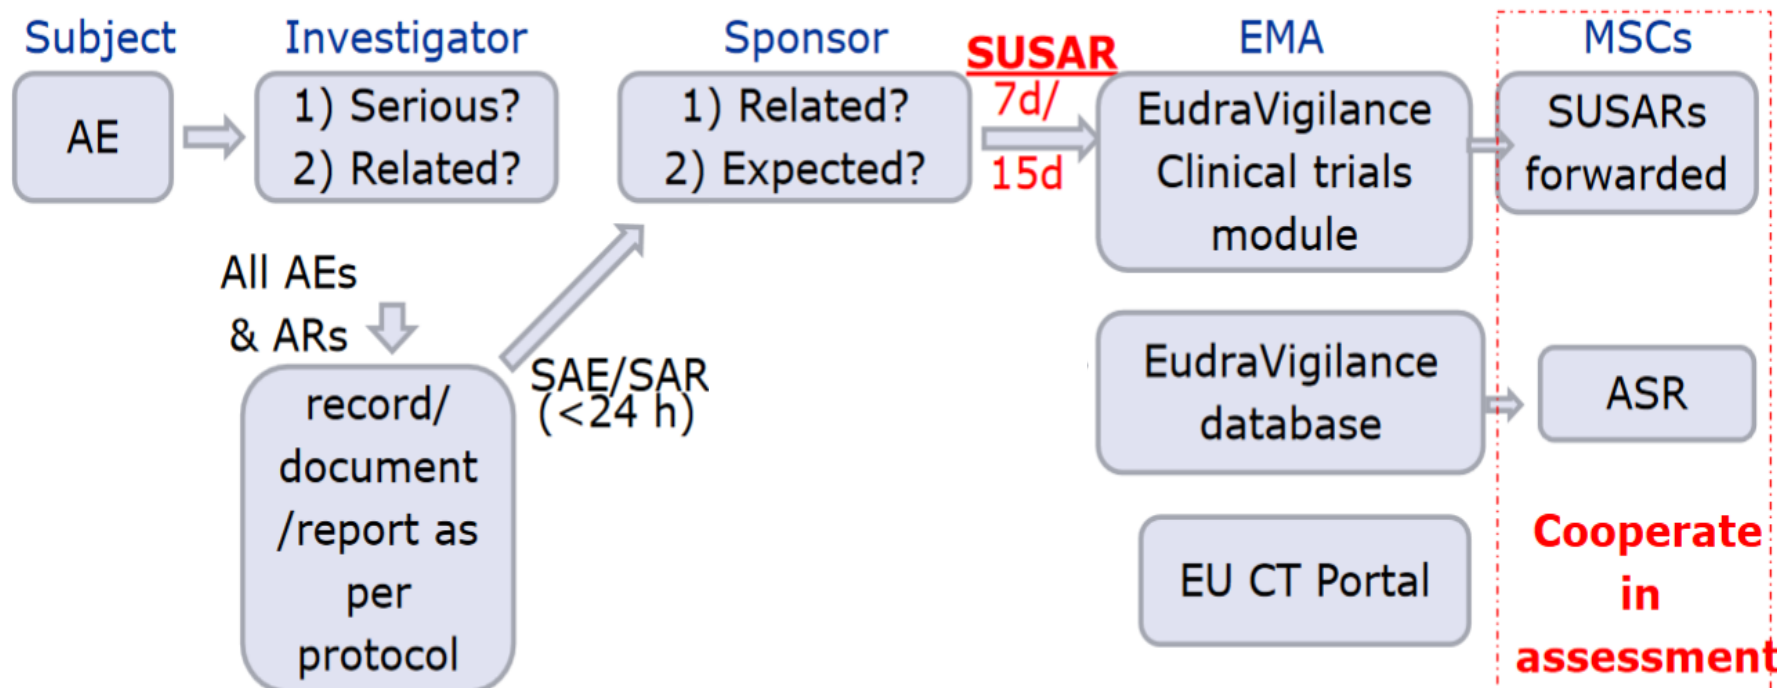 Subject
Investigator
Sponsor
SUSAR
EMA
MSCs
AE
1) Serious?
2) Related?
1) Related?
2) Expected?
7d/
15d
EudraVigilance
Clinical trials
module
SUSARs
forwarded
All AEs
& ARs
record/
document
/report as
per
protocol
SAE/SAR
(<24 h)
EudraVigilance
database
ASR
EU CT Portal
Cooperate
in
assessment